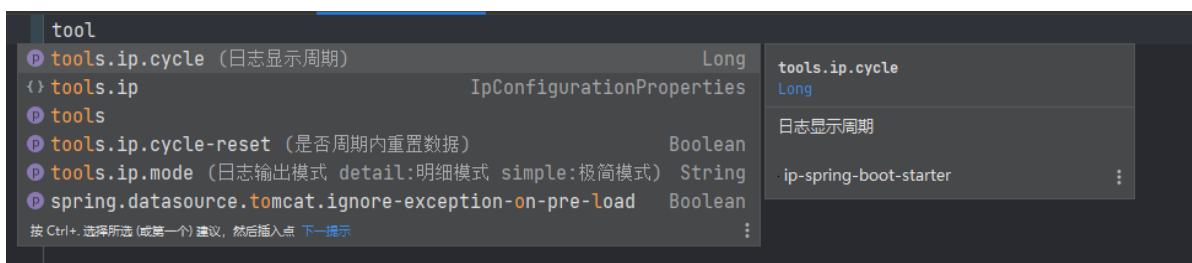 tool
tools.ip.cycle (日志显示周期) Long
tools.ip IpConfigurationProperties
tools
tools.ip.cycle-reset (是否周期内重置数据) Boolean
tools.ip.mode (日志输出模式 detail:明细模式 simple:极简模式) String
spring.datasource.tomcat.ignore-exception-on-pre-load Boolean
按 Ctrl+. 选择所选 (或第一个) 建议，然后插入点 下一提示
tools.ip.cycle
Long
日志显示周期
ip-spring-boot-starter